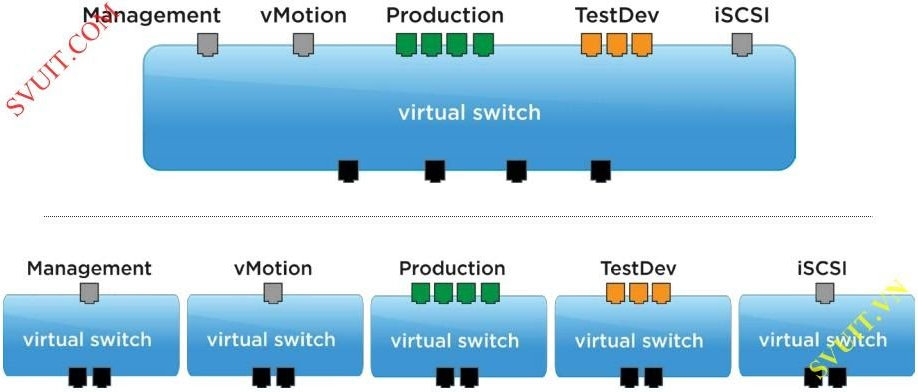 Management vMotion Production TestDev iSCSI
SVUIT.COM
virtual switch
Management vMotion Production TestDev iSCSI
virtual switch virtual switch virtual switch virtual switch virtual switch
SVUIT.VN